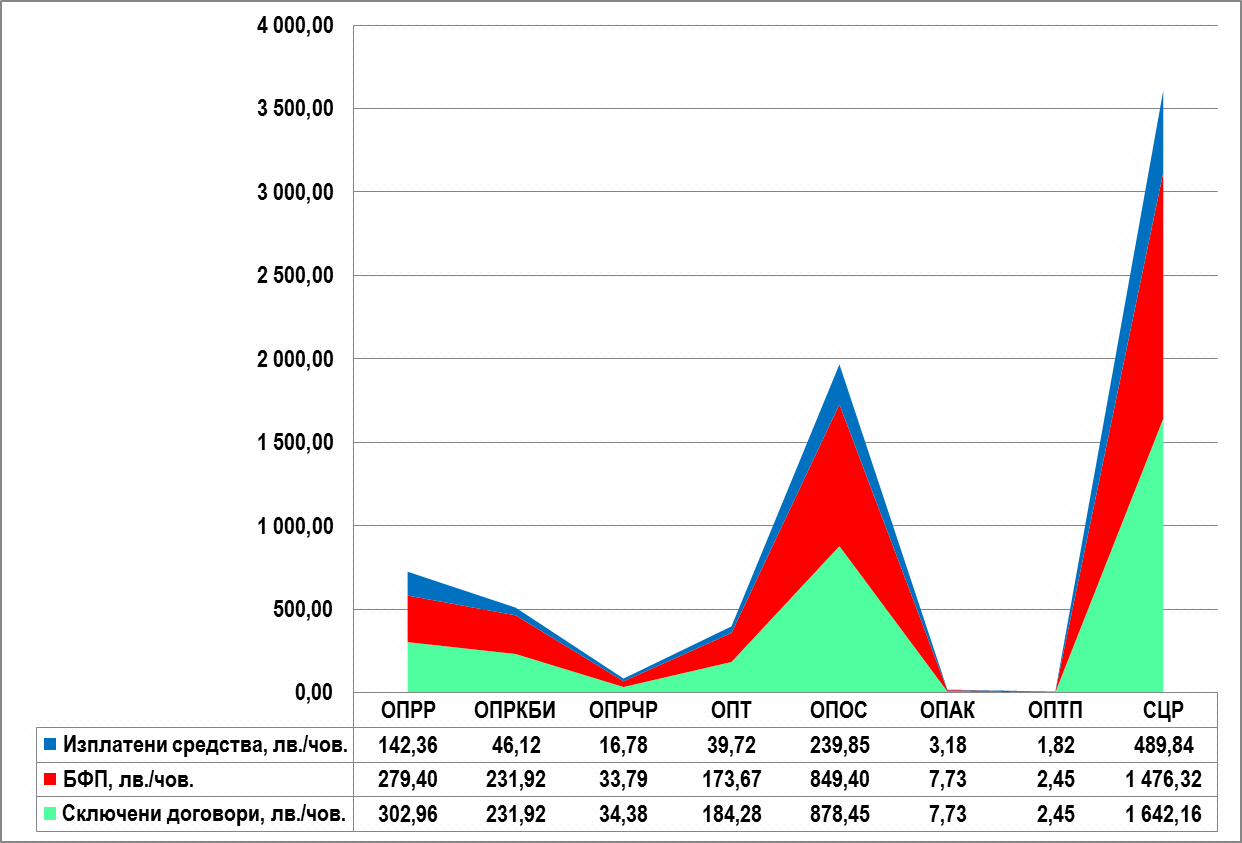 4 000,00
3 500,00
3 000,00
2 500,00
2 000,00
1 500,00
1 000,00
500,00
0,00
ОПРР ОПРКБИ ОПРЧР ОПТ ОПОС ОПАК ОПТП СЦР
Изплатени средства, лв./чов. 142,36 46,12 16,78 39,72 239,85 3,18 1,82 489,84
БФП, лв./чов. 279,40 231,92 33,79 173,67 849,40 7,73 2,45 1 476,32
Сключени договори, лв./чов. 302,96 231,92 34,38 184,28 878,45 7,73 2,45 1 642,16